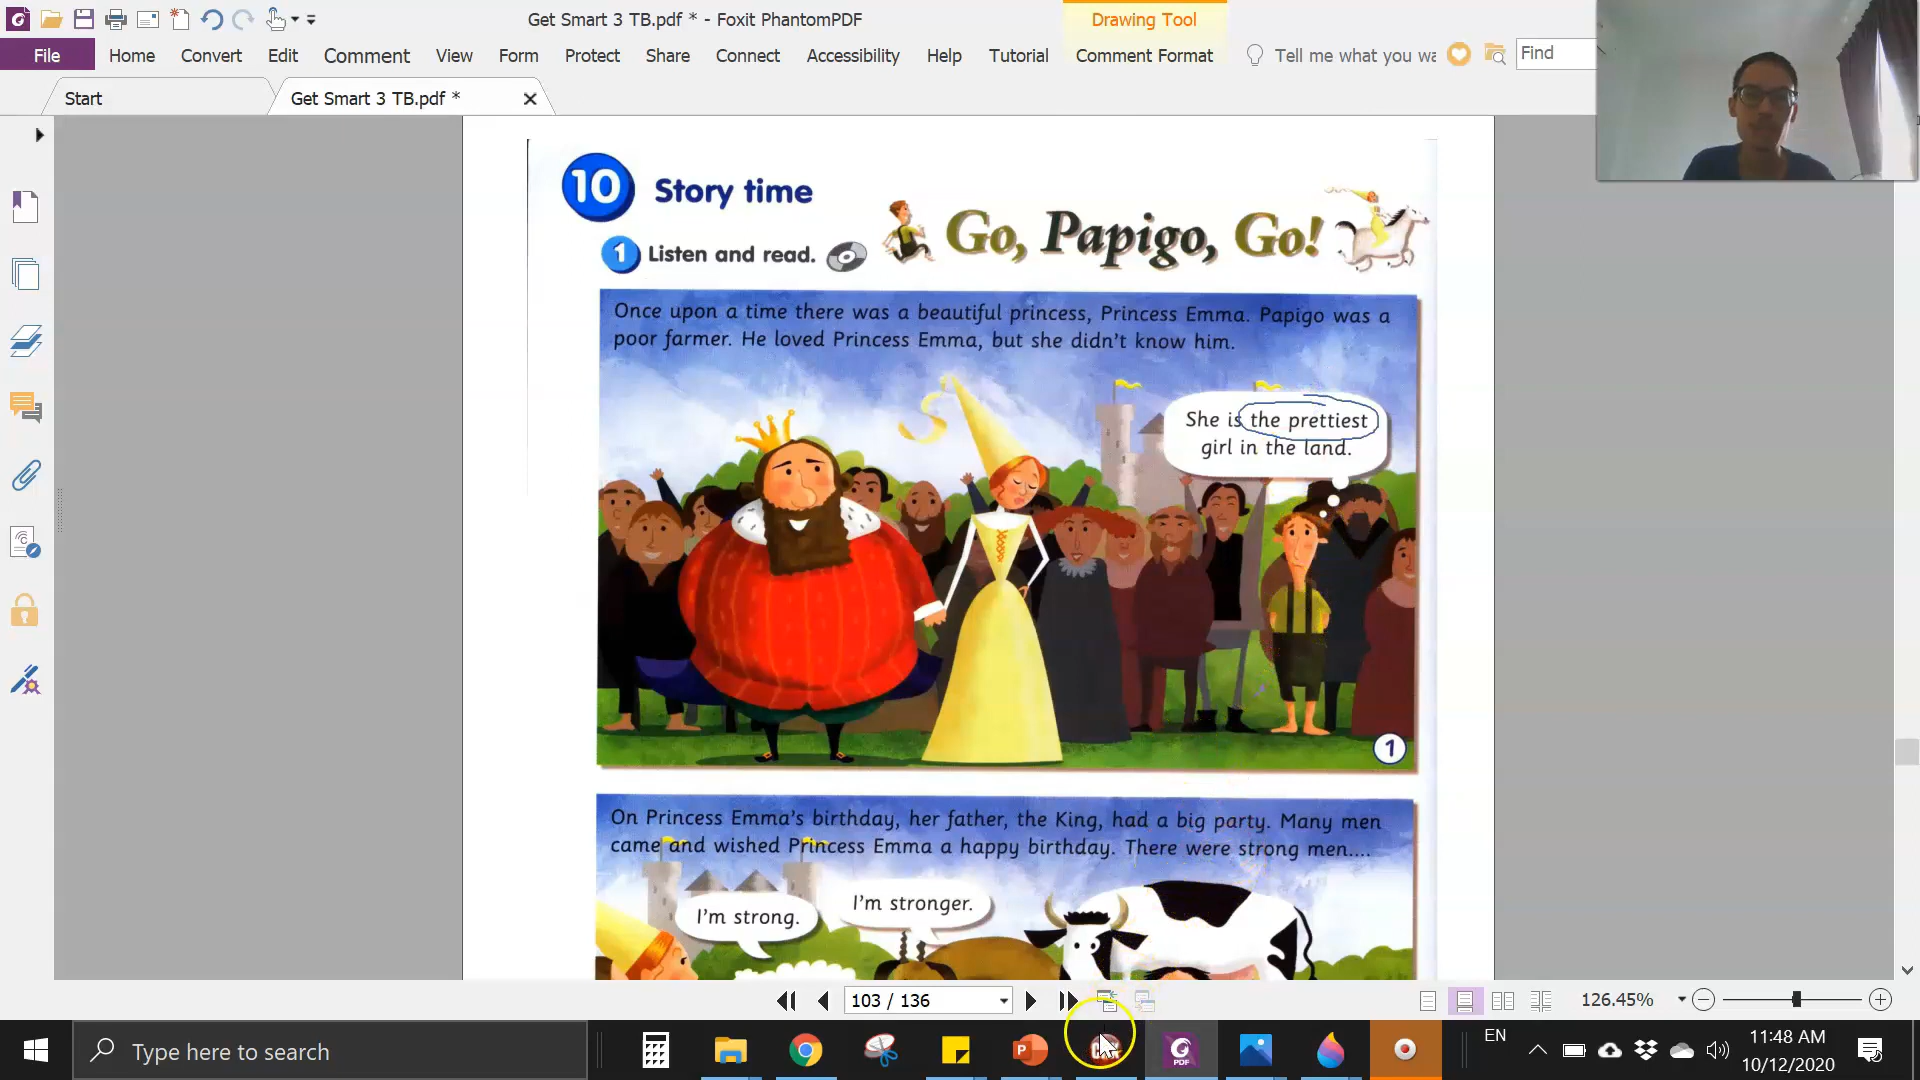 Get Smart 3 TB.pdf * - Foxit PhantomPDF
Drawing Tool
File
Home
Convert
Edit
Comment
View
Form
Protect
Share
Connect
Accessibility
Help
Tutorial
Comment Format
Tell me what you wa
Find
Start
Get Smart 3 TB.pdf *
10
Story time
Go, Papigo, Go!
1 Listen and read.
Once upon a time there was a beautiful princess, Princess Emma. Papigo was a
poor farmer. He loved Princess Emma, but she didn't know him.
She is the prettiest
girl in the land.
1
On Princess Emma's birthday, her father, the King, had a big party. Many men
came and wished Princess Emma a happy birthday. There were strong men....
I'm strong.
I'm stronger.
103 / 136
126.45%
Type here to search
EN
11:48 AM
10/12/2020